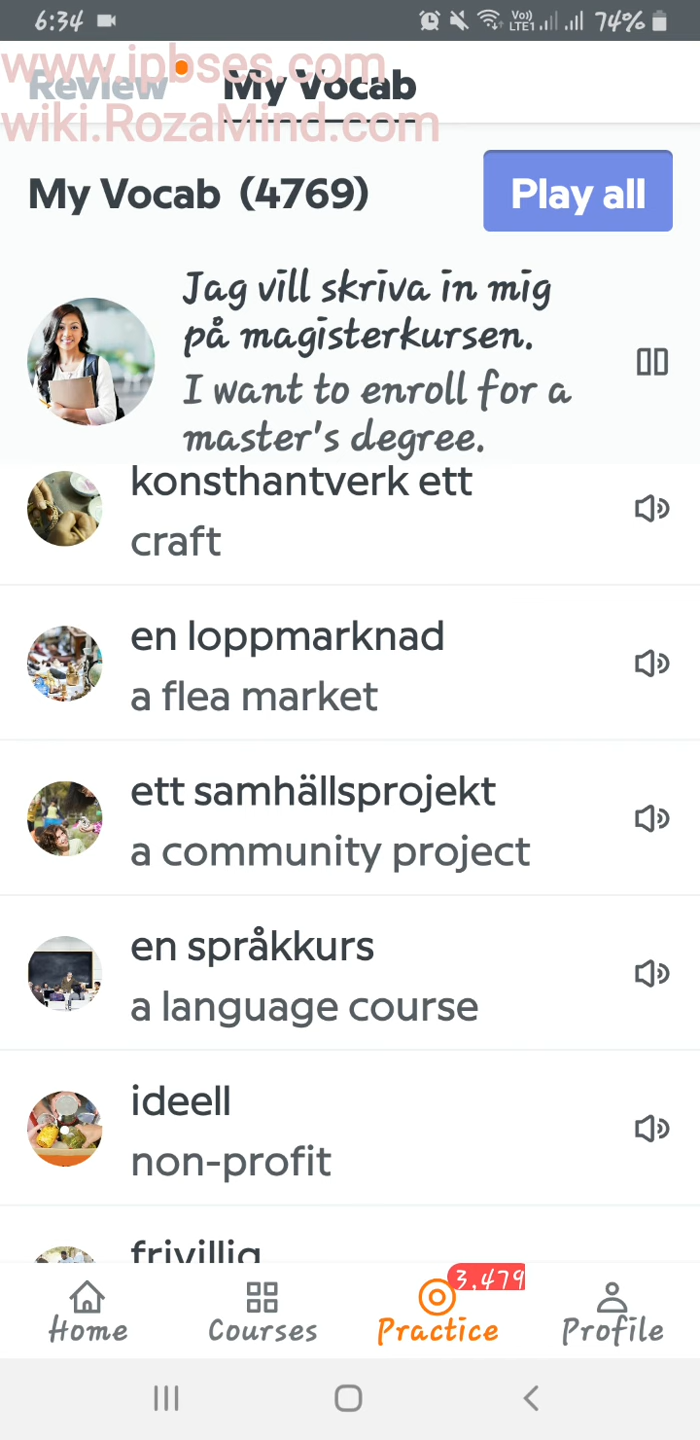 6:34
Vo)) LTE1 74%
www.ipbses.com
Review My Vocab
wiki.RozaMind.com
My Vocab (4769)
Play all
Jag vill skriva in mig
på magisterkursen.
I want to enroll for a
master's degree.
konsthantverk ett
craft
en loppmarknad
a flea market
ett samhällsprojekt
a community project
en språkkurs
a language course
ideell
non-profit
frivillig
3,479
Home Courses Practice Profile